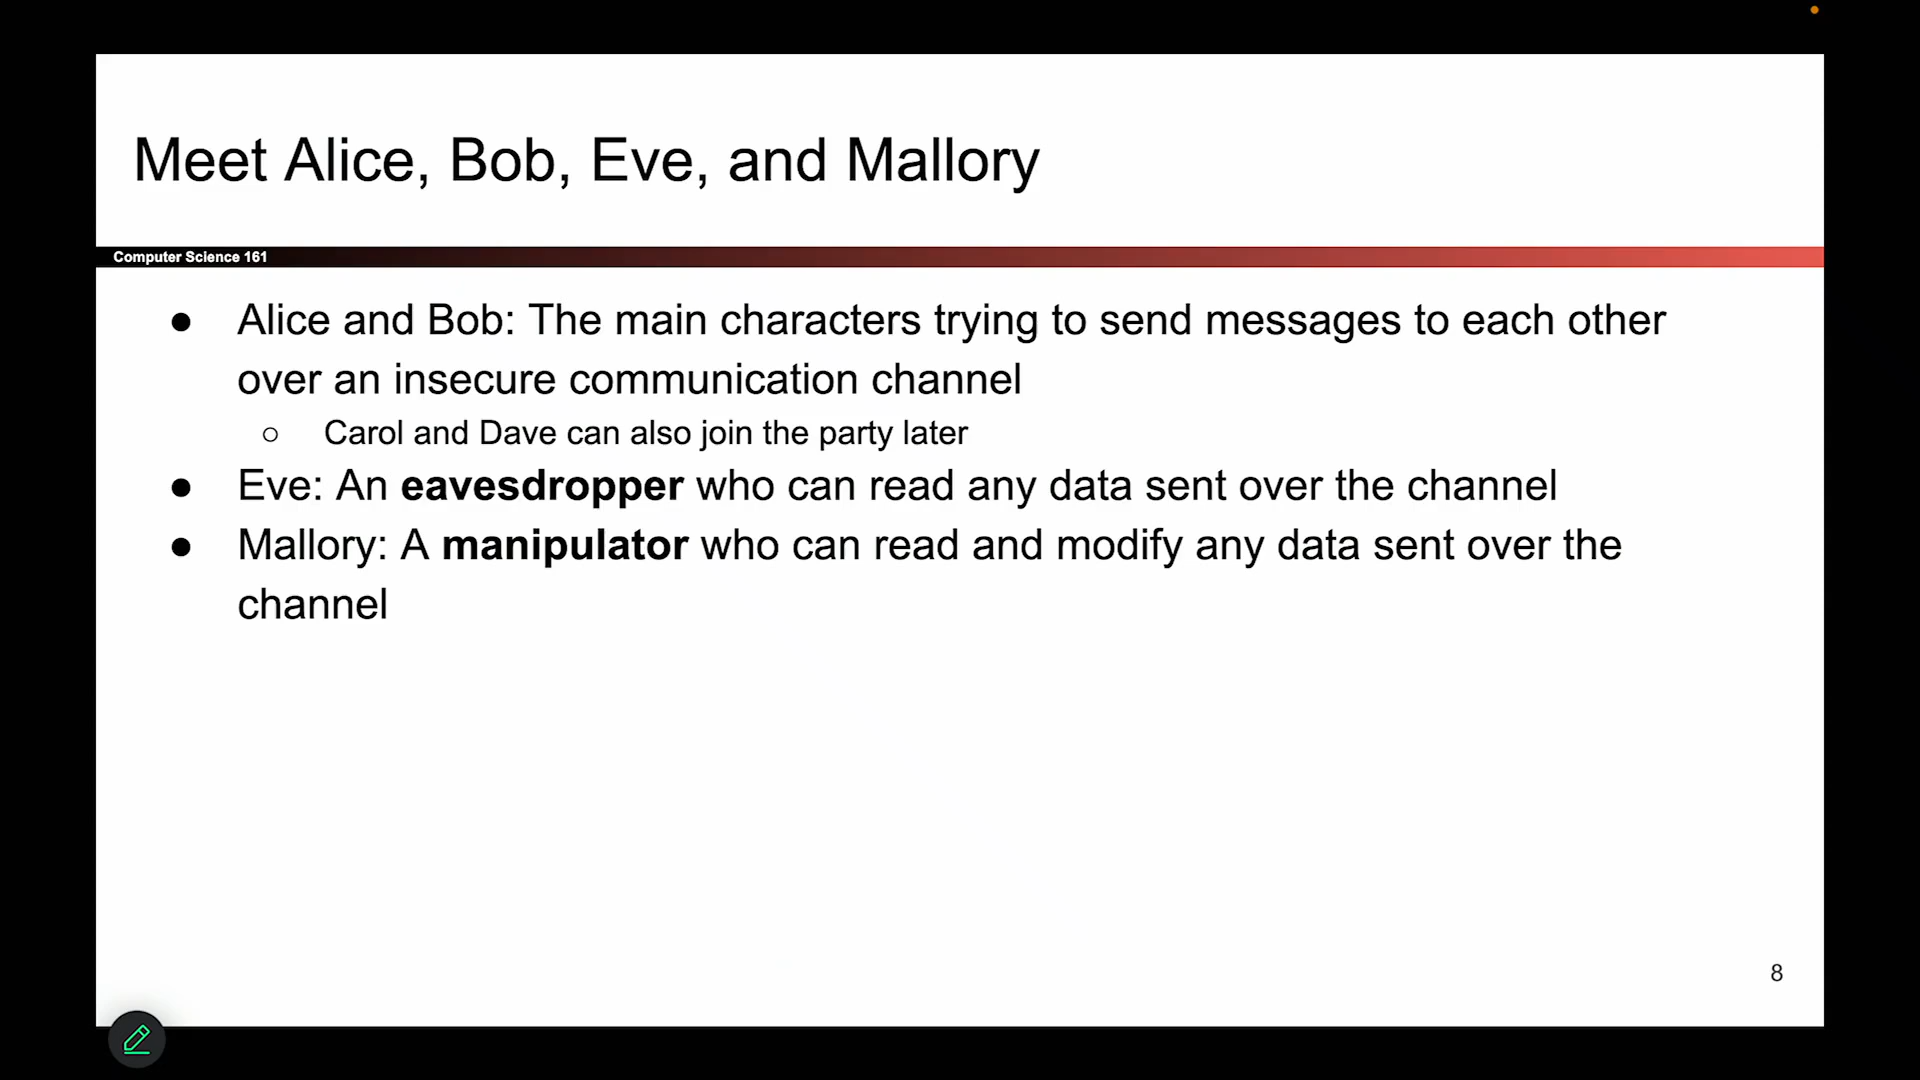 Meet Alice, Bob, Eve, and Mallory
Computer Science 161
● Alice and Bob: The main characters trying to send messages to each other
over an insecure communication channel
○ Carol and Dave can also join the party later
● Eve: An eavesdropper who can read any data sent over the channel
● Mallory: A manipulator who can read and modify any data sent over the
channel
8